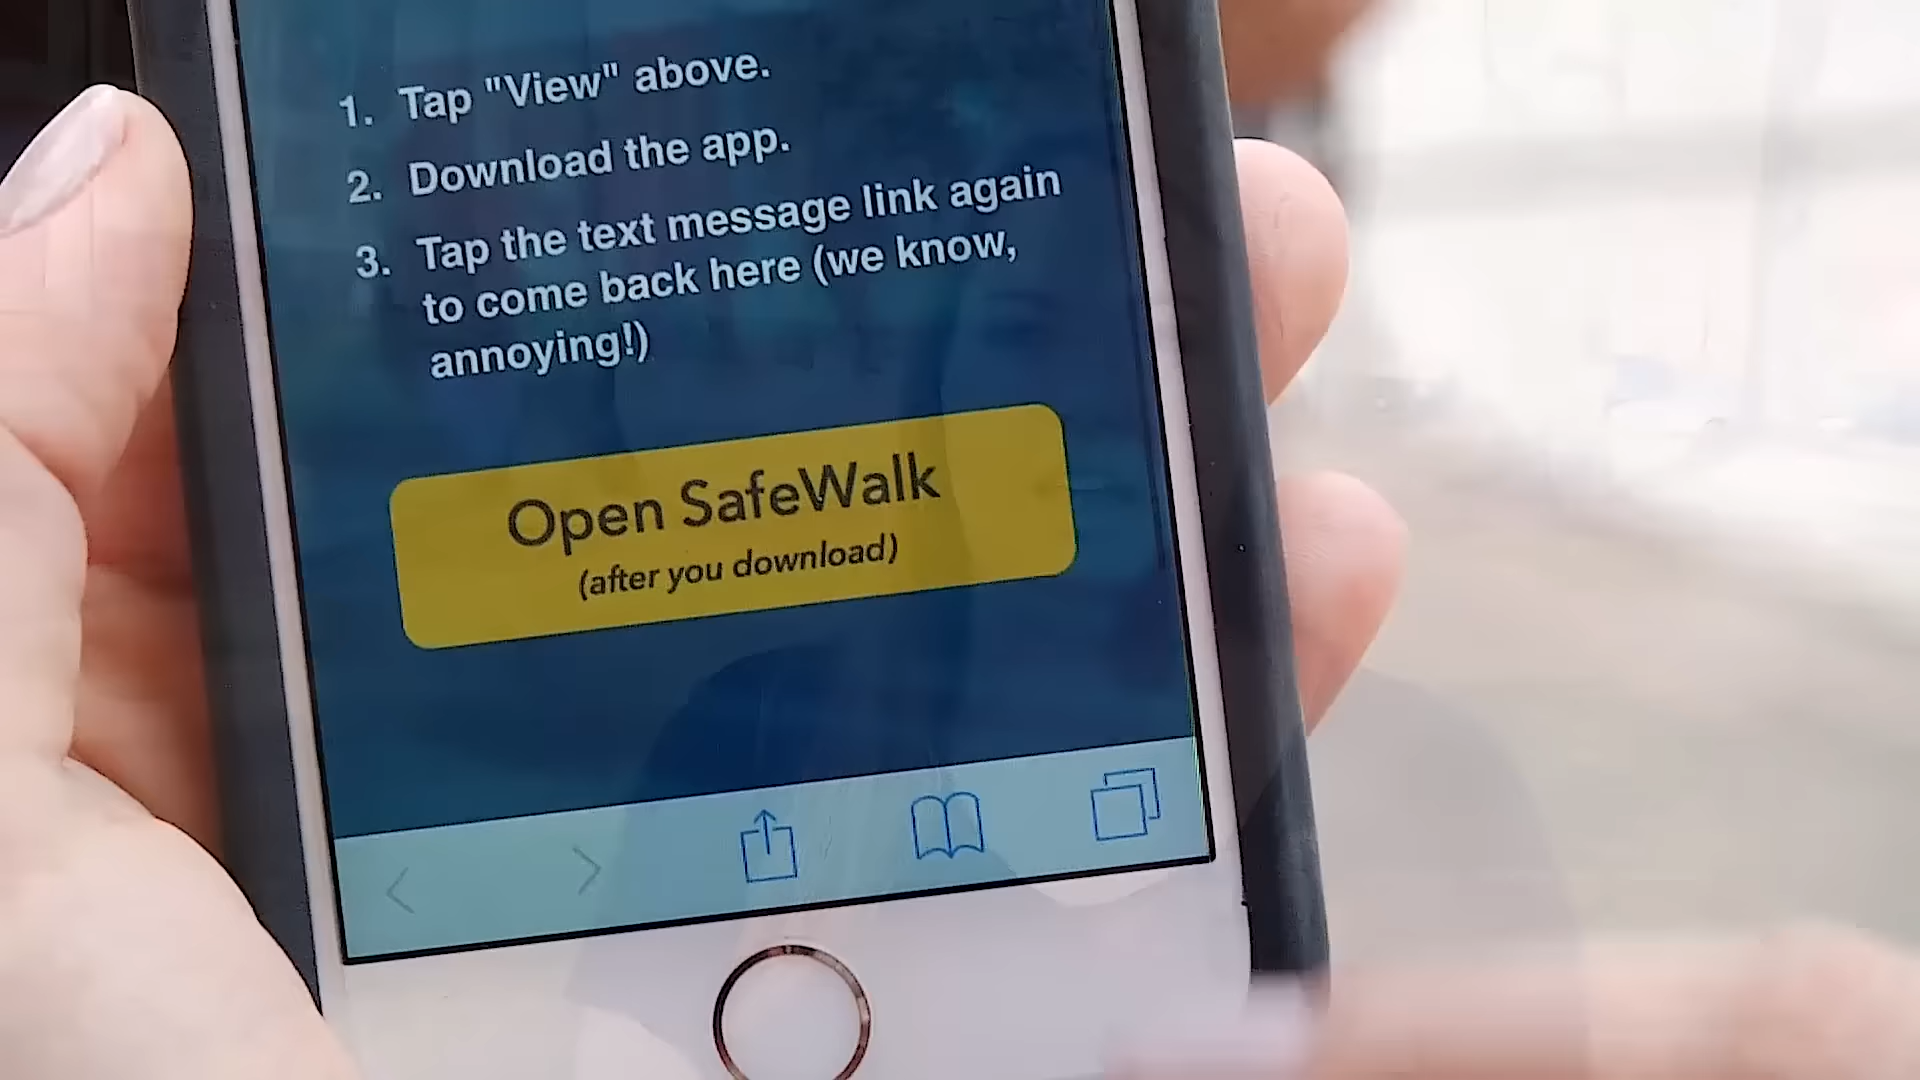 1. Tap "View" above.
2. Download the app.
3. Tap the text message link again
to come back here (we know,
annoying!)
Open SafeWalk
(after you download)